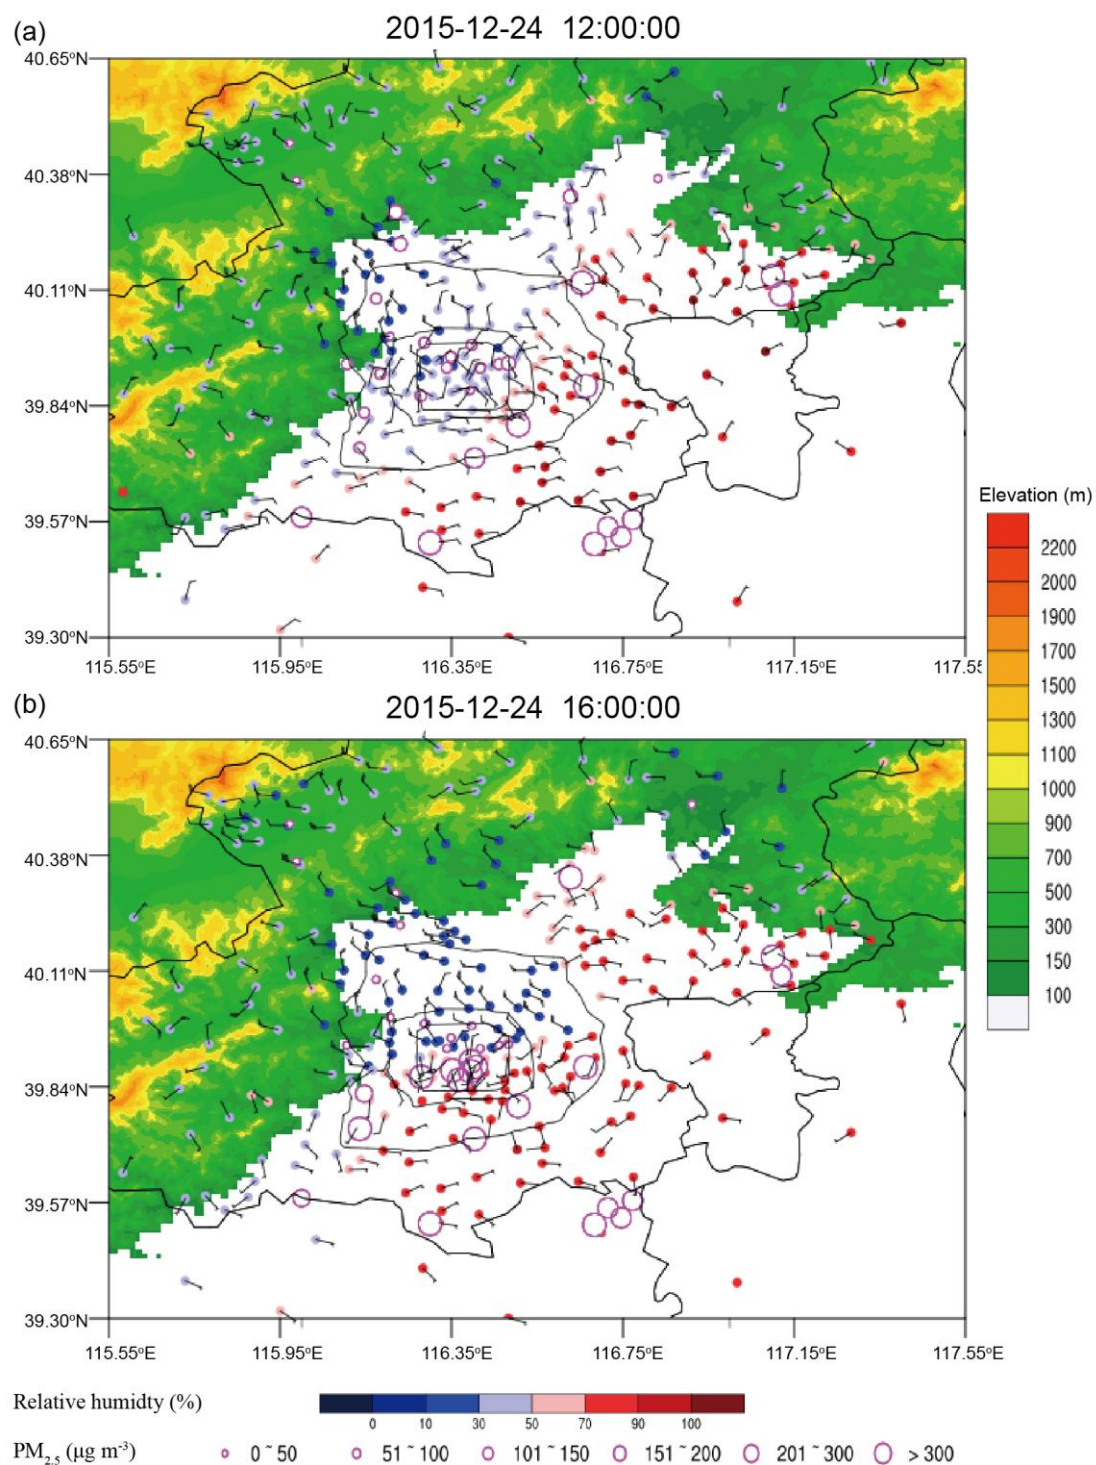 (a)
2015-12-24 12:00:00
40.65°N
40.38°N
40.11°N
39.84°N
39.57°N
39.30°N
115.55°E 115.95°E 116.35°E 116.75°E 117.15°E 117.55
Elevation (m)
2200
2000
1900
1700
1500
1300
1100
1000
900
700
500
300
150
100
(b)
2015-12-24 16:00:00
40.65°N
40.38°N
40.11°N
39.84°N
39.57°N
39.30°N
115.55°E 115.95°E 116.35°E 116.75°E 117.15°E 117.55°E
Relative humidty (%)
0 10 30 50 70 90 100
PM2.5 (μg m-3) 0 ~ 50 51 ~ 100 101 ~ 150 151 ~ 200 201 ~ 300 > 300